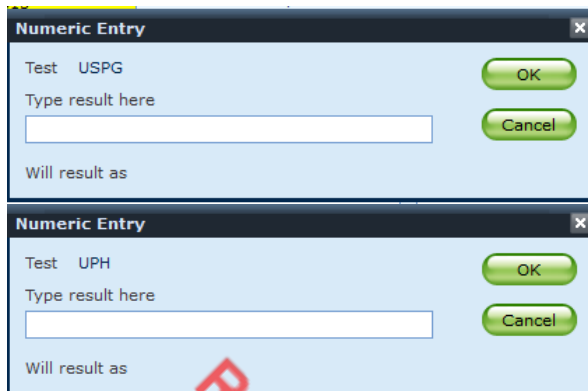 Numeric Entry
Test USPG
OK
Type result here
Cancel
Will result as
Numeric Entry
Test UPH
OK
Type result here
Cancel
Will result as
R